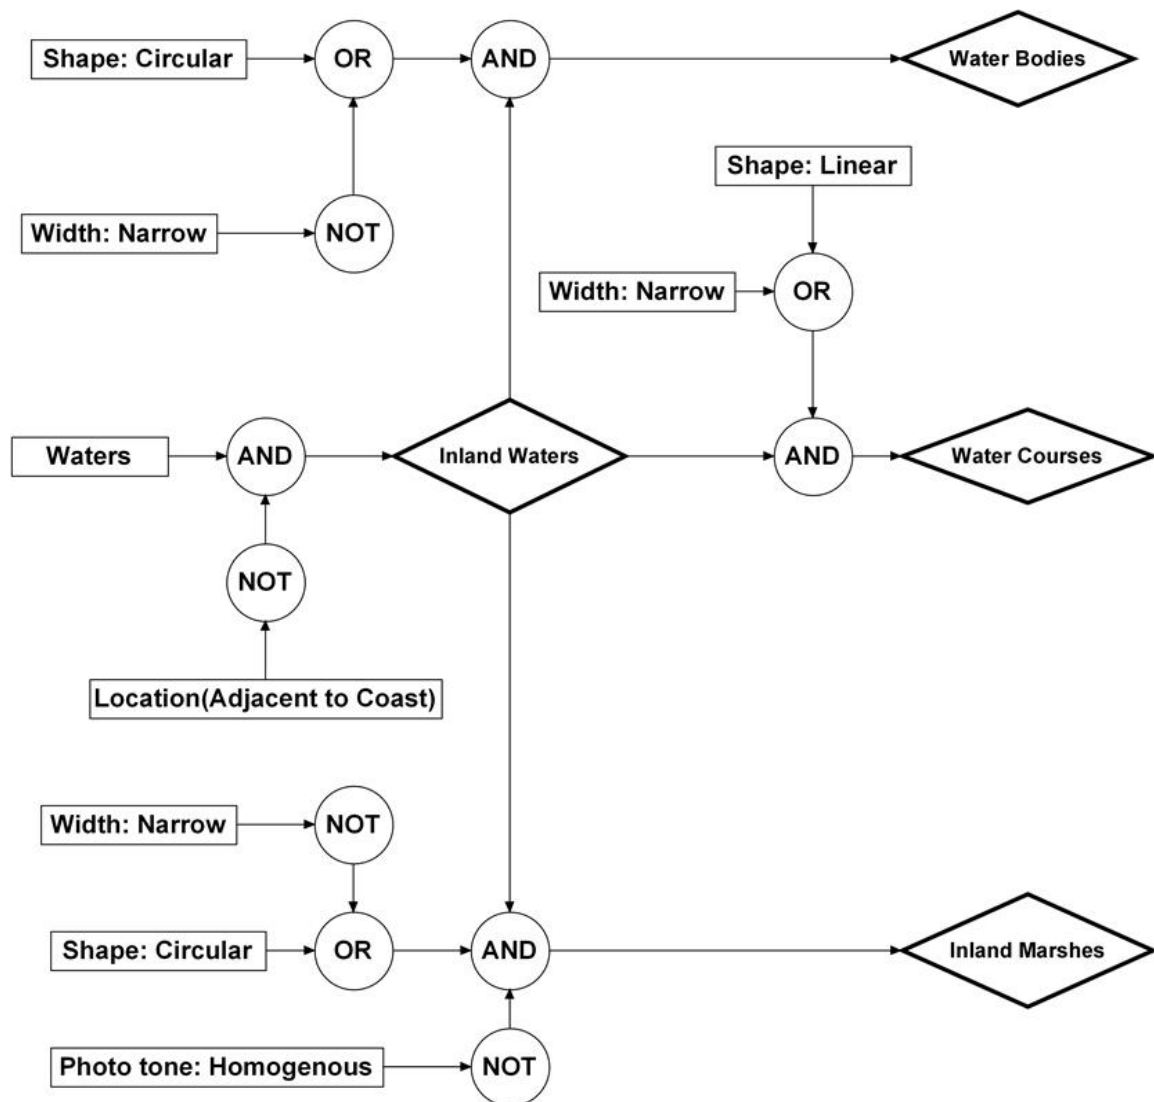 Shape: Circular
OR
AND
Water Bodies
Shape: Linear
Width: Narrow
NOT
Width: Narrow
OR
Waters
AND
Inland Waters
AND
Water Courses
NOT
Location(Adjacent to Coast)
Width: Narrow
NOT
Shape: Circular
OR
AND
Inland Marshes
Photo tone: Homogenous
NOT